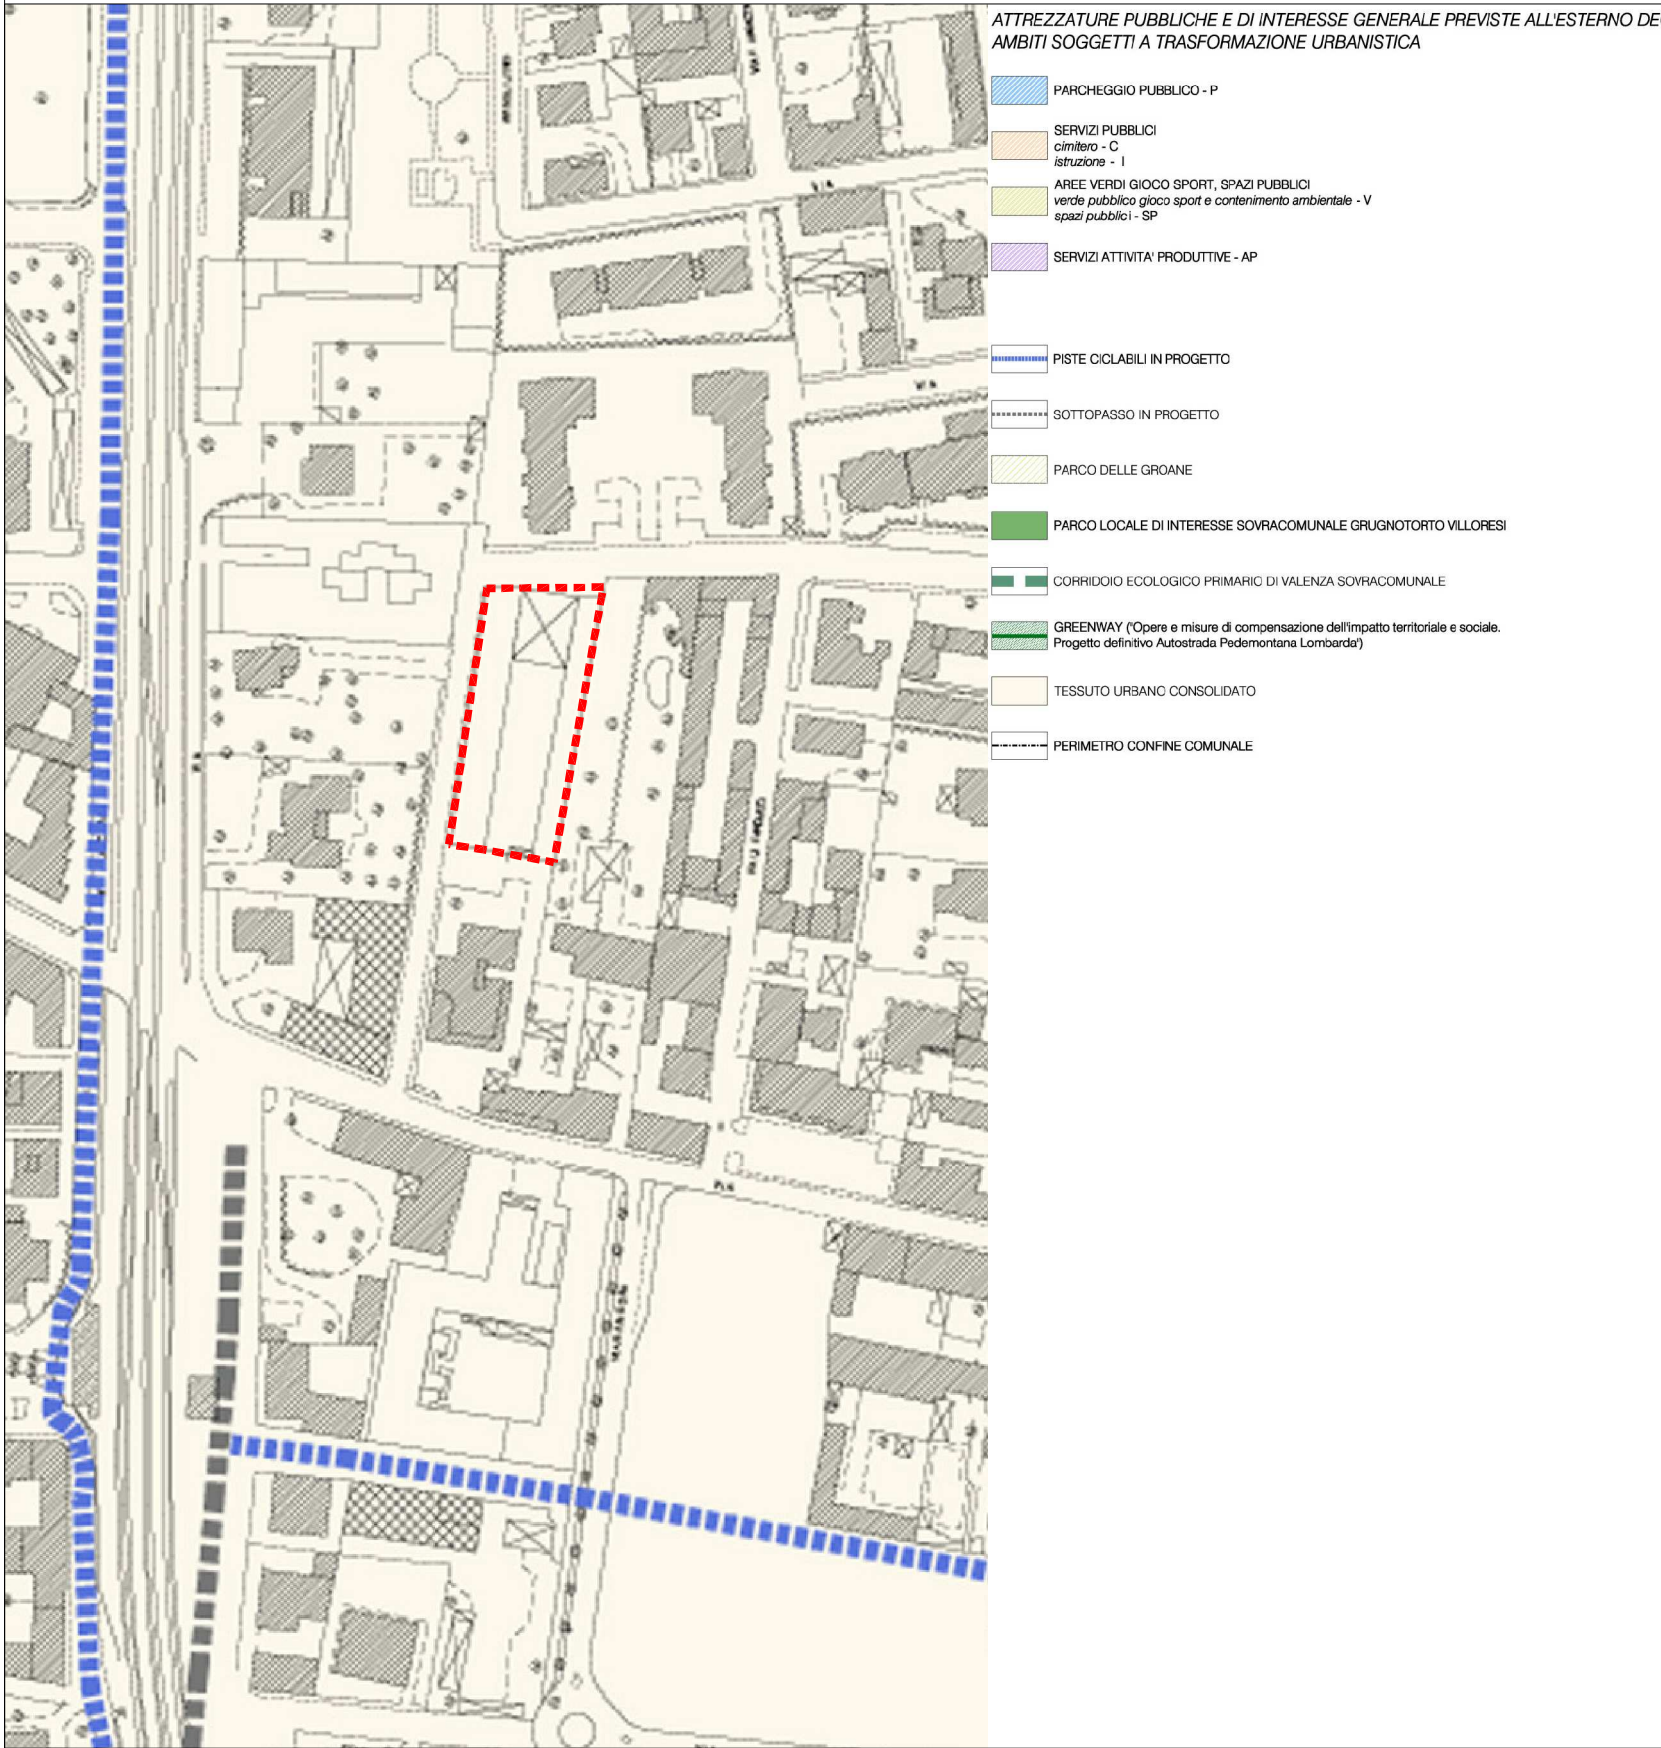 ATTREZZATURE PUBBLICHE E DI INTERESSE GENERALE PREVISTE ALL'ESTERNO DE
AMBITI SOGGETTI A TRASFORMAZIONE URBANISTICA
PARCHEGGIO PUBBLICO - P
SERVIZI PUBBLICI
cimitero - C
istruzione - I
AREE VERDI GIOCO SPORT, SPAZI PUBBLICI
verde pubblico gioco sport e contenimento ambientale - V
spazi pubblici - SP
SERVIZI ATTIVITA' PRODUTTIVE - AP
PISTE CICLABILI IN PROGETTO
SOTTOPASSO IN PROGETTO
PARCO DELLE GROANE
PARCO LOCALE DI INTERESSE SOVRACOMUNALE GRUGNOTORTO VILLORESI
CORRIDOIO ECOLOGICO PRIMARIO DI VALENZA SOVRACOMUNALE
GREENWAY ("Opere e misure di compensazione dell'impatto territoriale e sociale.
Progetto definitivo Autostrada Pedemontana Lombarda")
TESSUTO URBANO CONSOLIDATO
PERIMETRO CONFINE COMUNALE